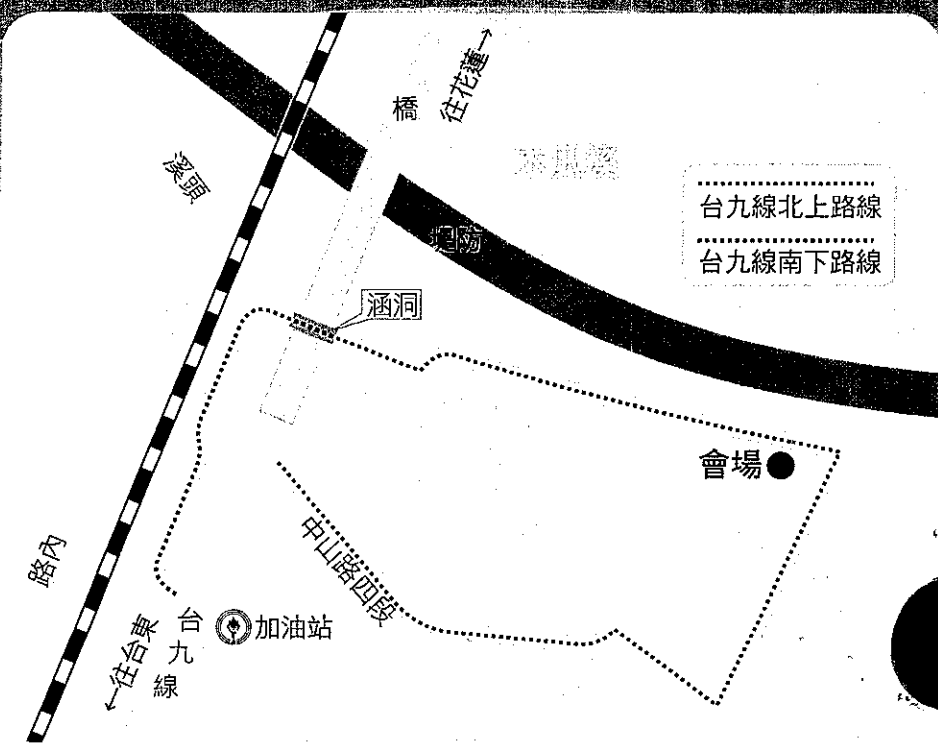 往花蓮→
橋
溪頭
台九線北上路線
堤防
台九線南下路線
涵洞
會場
中山路四段
路內
台九線
加油站
←往台東